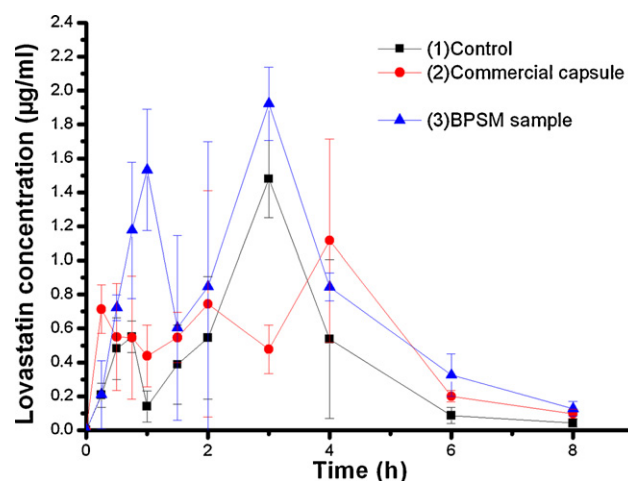 Lovastatin concentration (µg/ml)
2.4
2.2
2.0
1.8
1.6
1.4
1.2
1.0
0.8
0.6
0.4
0.2
0.0
(1)Control
(2)Commercial capsule
(3)BPSM sample
0 2 4 6 8
Time (h)